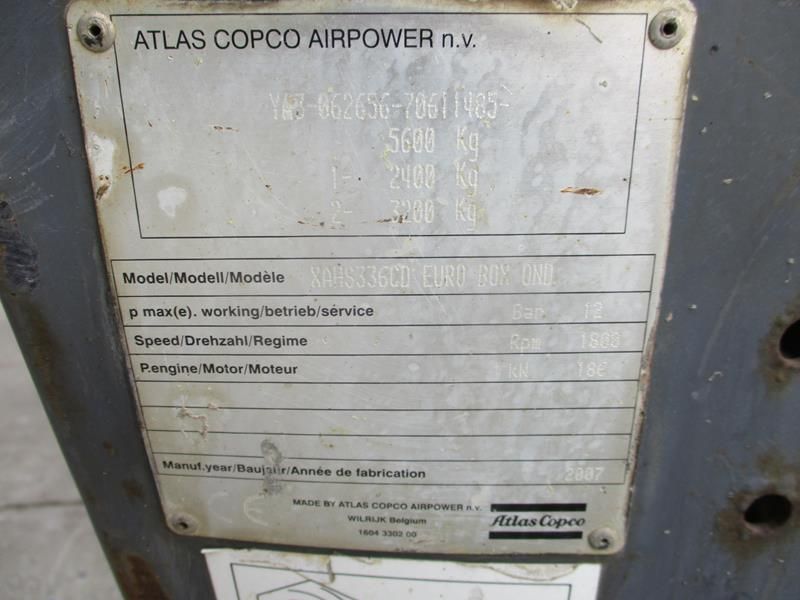 ATLAS COPCO AIRPOWER n.v.
YA3-062656-70611485-
5600 Kg
1- 2400 Kg
2- 3200 Kg
Model/Modell/Modèle XAHS336CD EURO BOX OND
p max(e). working/betrieb/service Bar 12
Speed/Drehzahl/Regime Rpm 1800
P.engine/Motor/Moteur kW
Manuf.year/Baujahr/Année de fabrication 2007
CE
MADE BY ATLAS COPCO AIRPOWER n.v.
WILRIJK Belgium
1604 3302 00
Atlas Copco